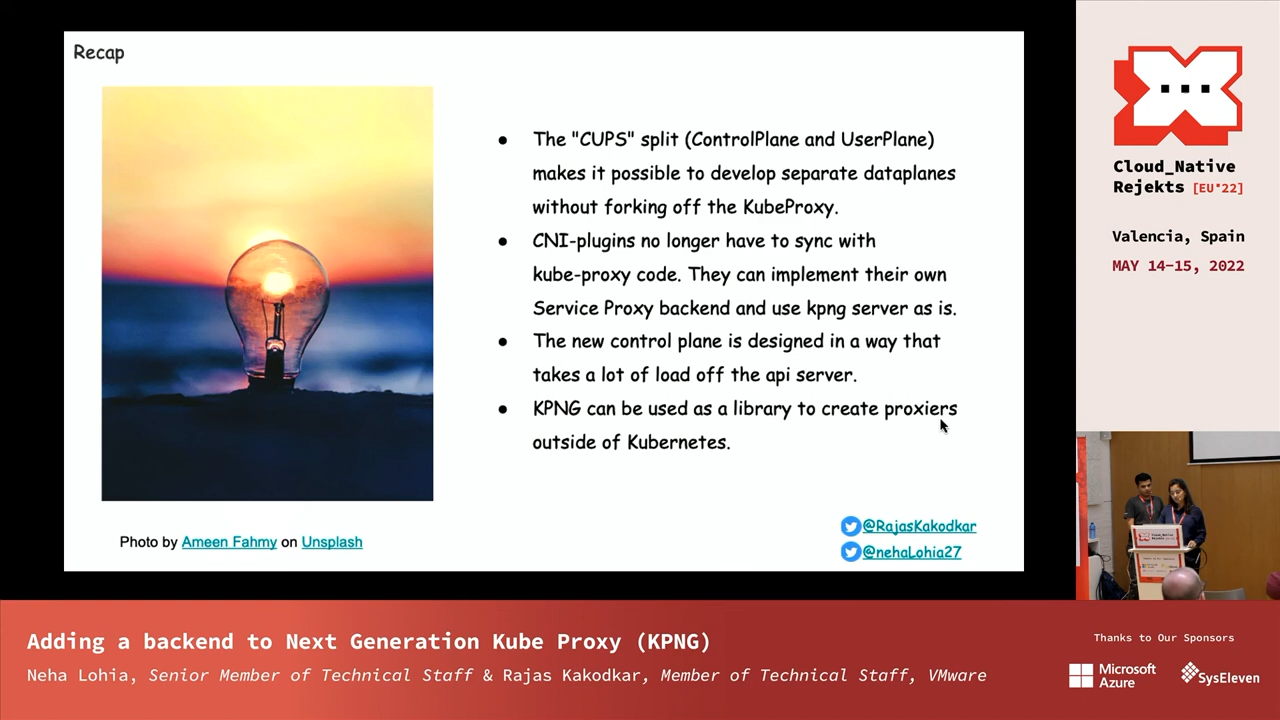 Recap
● The "CUPS" split (ControlPlane and UserPlane)
makes it possible to develop separate dataplanes
without forking off the KubeProxy.
● CNI-plugins no longer have to sync with
kube-proxy code. They can implement their own
Service Proxy backend and use kpng server as is.
● The new control plane is designed in a way that
takes a lot of load off the api server.
● KPNG can be used as a library to create proxiers
outside of Kubernetes.
Photo by Ameen Fahmy on Unsplash
@RajasKakodkar
@nehaLohia27
Cloud_Native
Rejekts [EU*22]
Valencia, Spain
MAY 14-15, 2022
Adding a backend to Next Generation Kube Proxy (KPNG)
Neha Lohia, Senior Member of Technical Staff & Rajas Kakodkar, Member of Technical Staff, VMware
Thanks to Our Sponsors
Microsoft
Azure
SysEleven